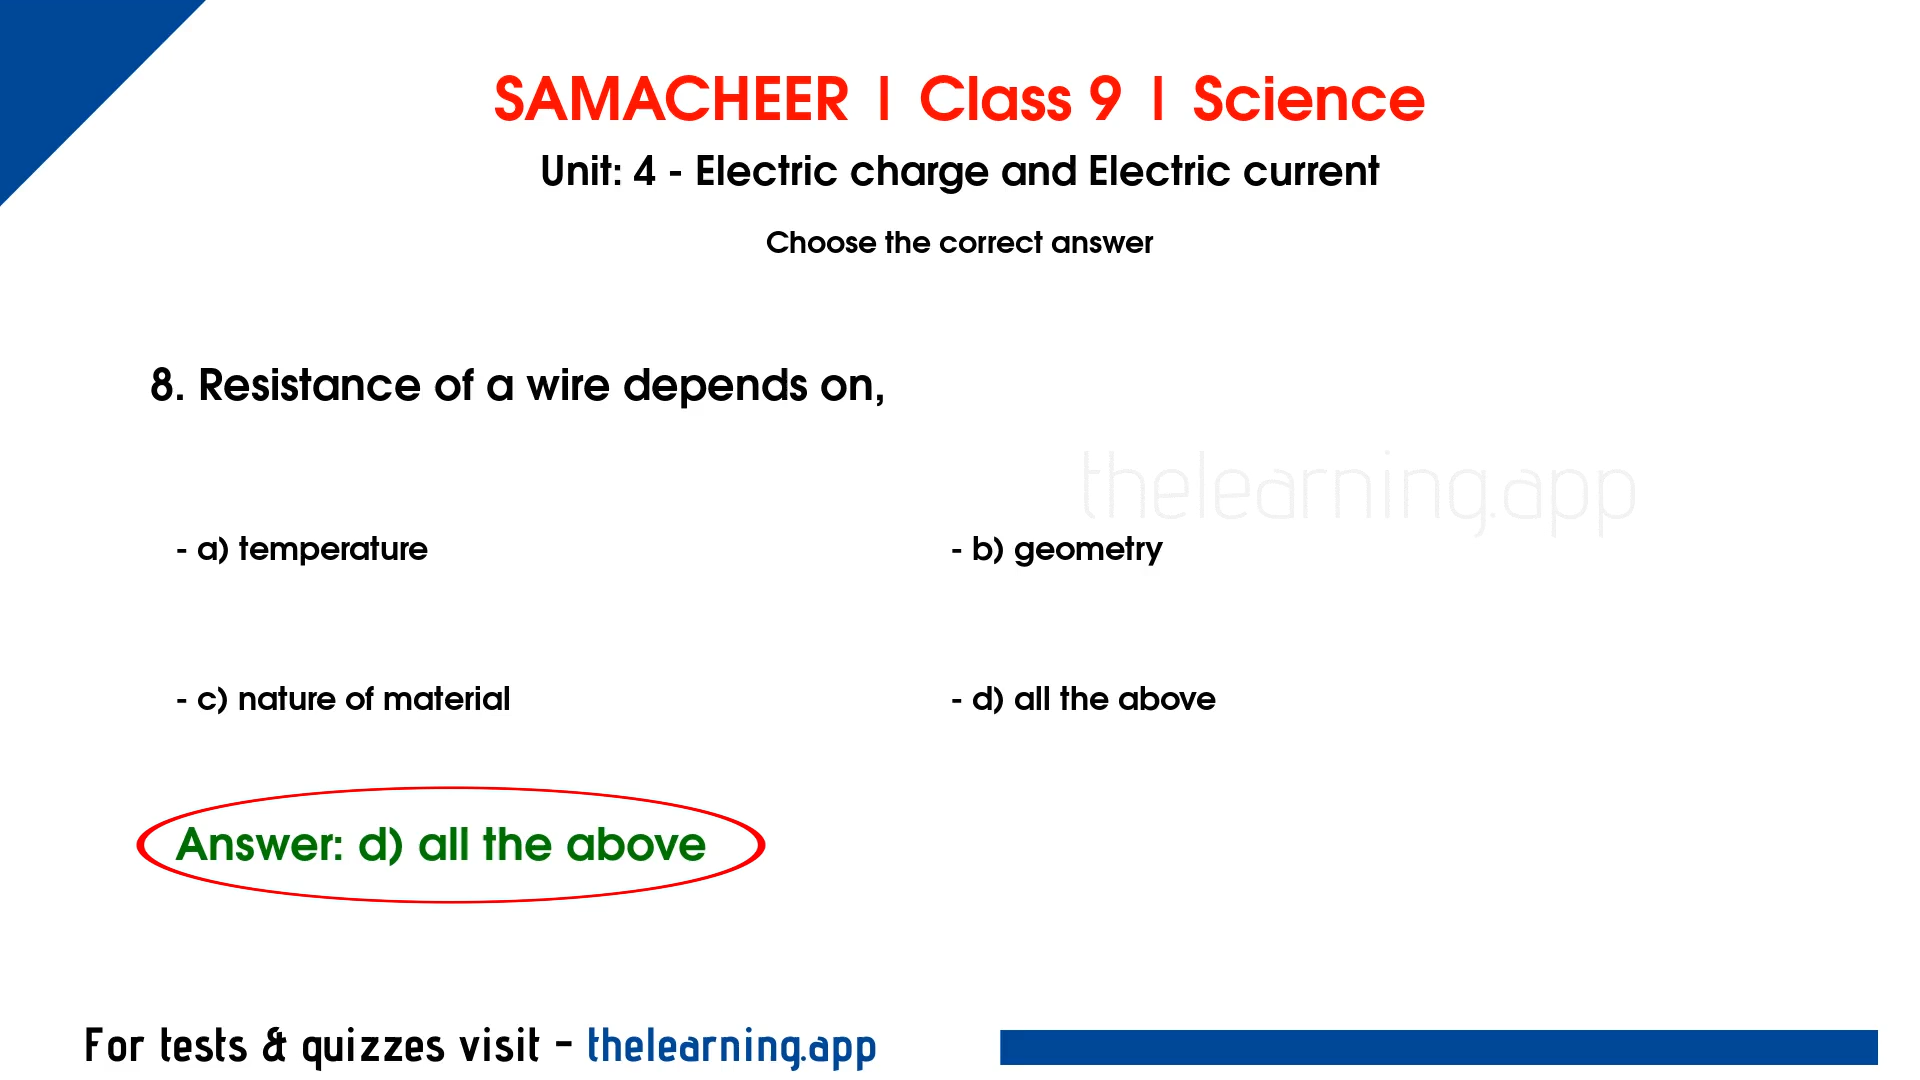 SAMACHEER | Class 9 | Science
Unit: 4 - Electric charge and Electric current
Choose the correct answer
8. Resistance of a wire depends on,
thelearning.app
- a) temperature
- b) geometry
- c) nature of material
- d) all the above
Answer: d) all the above
For tests & quizzes visit - thelearning.app